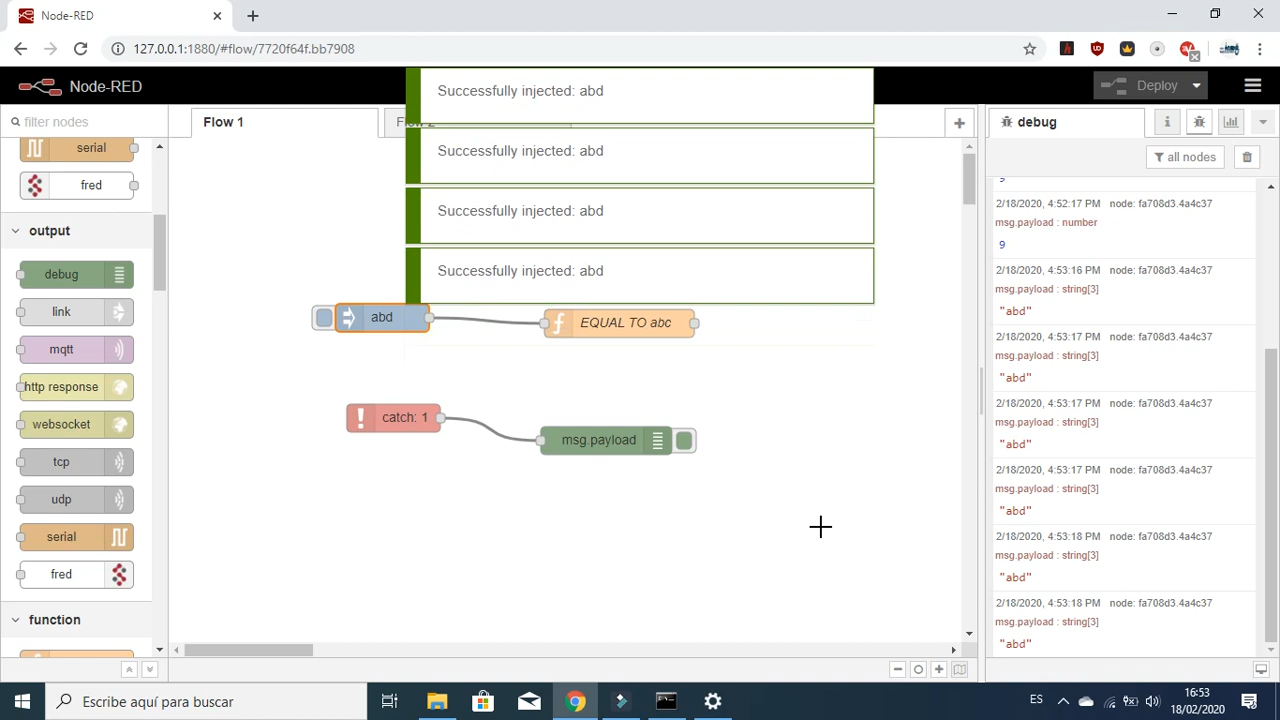 Node-RED
127.0.0.1:1880/#flow/7720f64f.bb7908
Node-RED
Deploy
Successfully injected: abd
Successfully injected: abd
Successfully injected: abd
Successfully injected: abd
filter nodes
serial
fred
output
debug
link
mqtt
http response
websocket
tcp
udp
serial
fred
function
Flow 1
abd
EQUAL TO abc
catch: 1
msg.payload
debug
i
all nodes
9
2/18/2020, 4:52:17 PM node: fa708d3.4a4c37
msg.payload : number
9
2/18/2020, 4:53:16 PM node: fa708d3.4a4c37
msg.payload : string[3]
"abd"
2/18/2020, 4:53:17 PM node: fa708d3.4a4c37
msg.payload : string[3]
"abd"
2/18/2020, 4:53:17 PM node: fa708d3.4a4c37
msg.payload : string[3]
"abd"
2/18/2020, 4:53:17 PM node: fa708d3.4a4c37
msg.payload : string[3]
"abd"
2/18/2020, 4:53:18 PM node: fa708d3.4a4c37
msg.payload : string[3]
"abd"
2/18/2020, 4:53:18 PM node: fa708d3.4a4c37
msg.payload : string[3]
"abd"
Escribe aquí para buscar
ES
16:53
18/02/2020